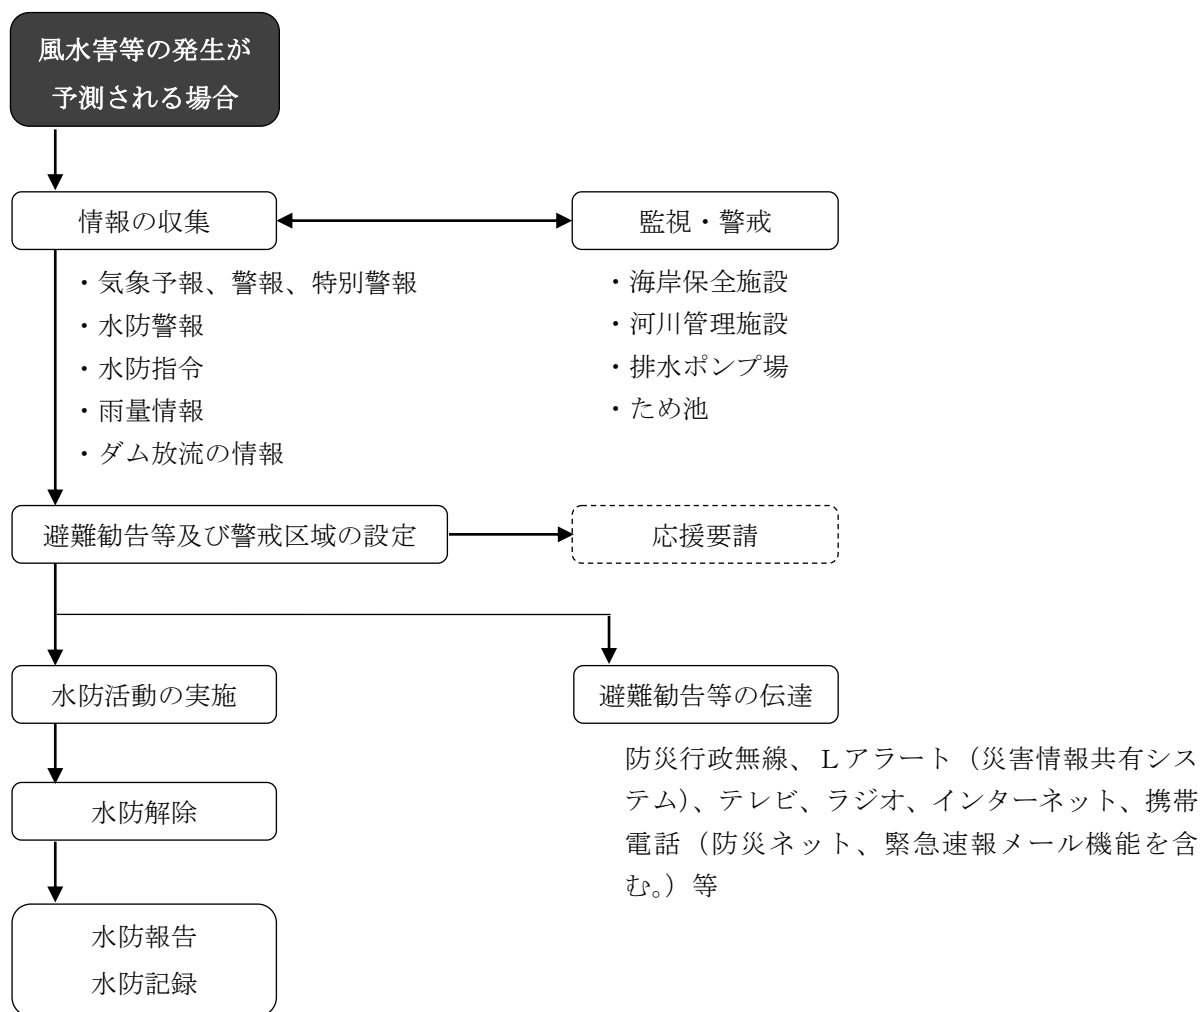 風水害等の発生が
予測される場合
情報の収集
監視・警戒
・気象予報、警報、特別警報
・水防警報
・水防指令
・雨量情報
・ダム放流の情報
・海岸保全施設
・河川管理施設
・排水ポンプ場
・ため池
避難勧告等及び警戒区域の設定
応援要請
水防活動の実施
避難勧告等の伝達
防災行政無線、Ｌアラート（災害情報共有シス
テム）、テレビ、ラジオ、インターネット、携帯
電話（防災ネット、緊急速報メール機能を含
む。）等
水防解除
水防報告
水防記録